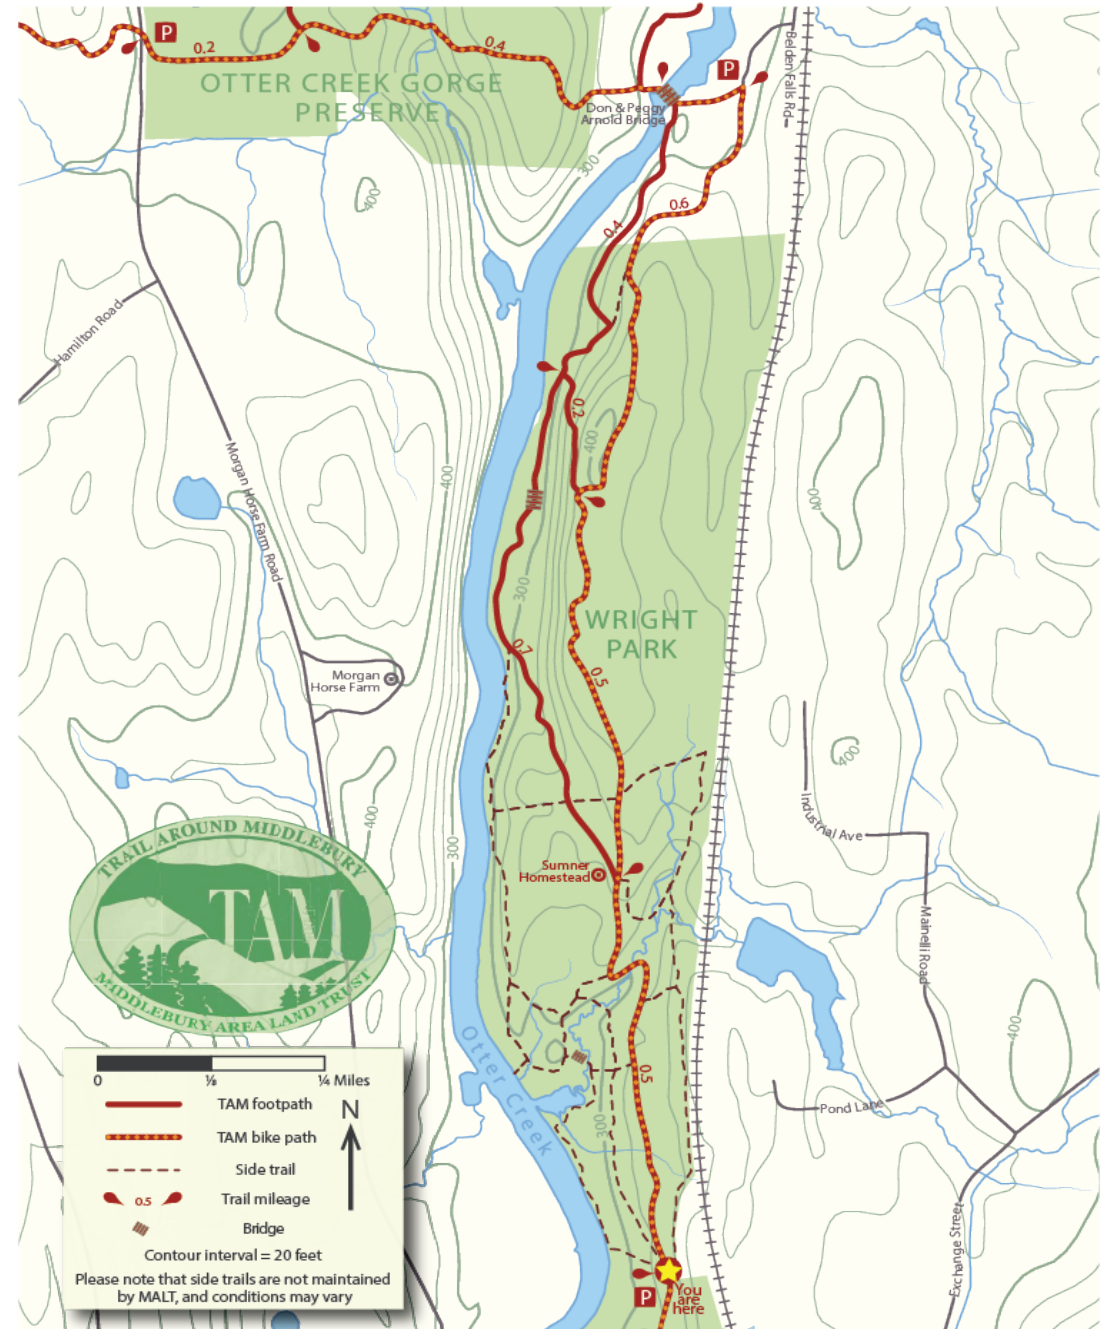 P
0.2
0.4
P
Belden Falls Rd
OTTER CREEK GORGE
PRESERVE
Don & Peggy
Arnold Bridge
300
400
0.6
0.4
Hamilton Road
0.2
400
Morgan Horse Farm Road
400
400
300
WRIGHT
PARK
0.7
0.5
Morgan
Horse Farm
400
Industrial Ave
400
300
Sumner
Homestead
TRAIL AROUND MIDDLEBURY
TAM
MIDDLEBURY AREA LAND TRUST
Mainelli Road
400
Otter Creek
0.5
300
Pond Lane
0
⅛
¼ Miles
TAM footpath
N
TAM bike path
Side trail
0.5
Trail mileage
Bridge
Contour interval = 20 feet
Please note that side trails are not maintained
by MALT, and conditions may vary
Exchange Street
P
You
are
here